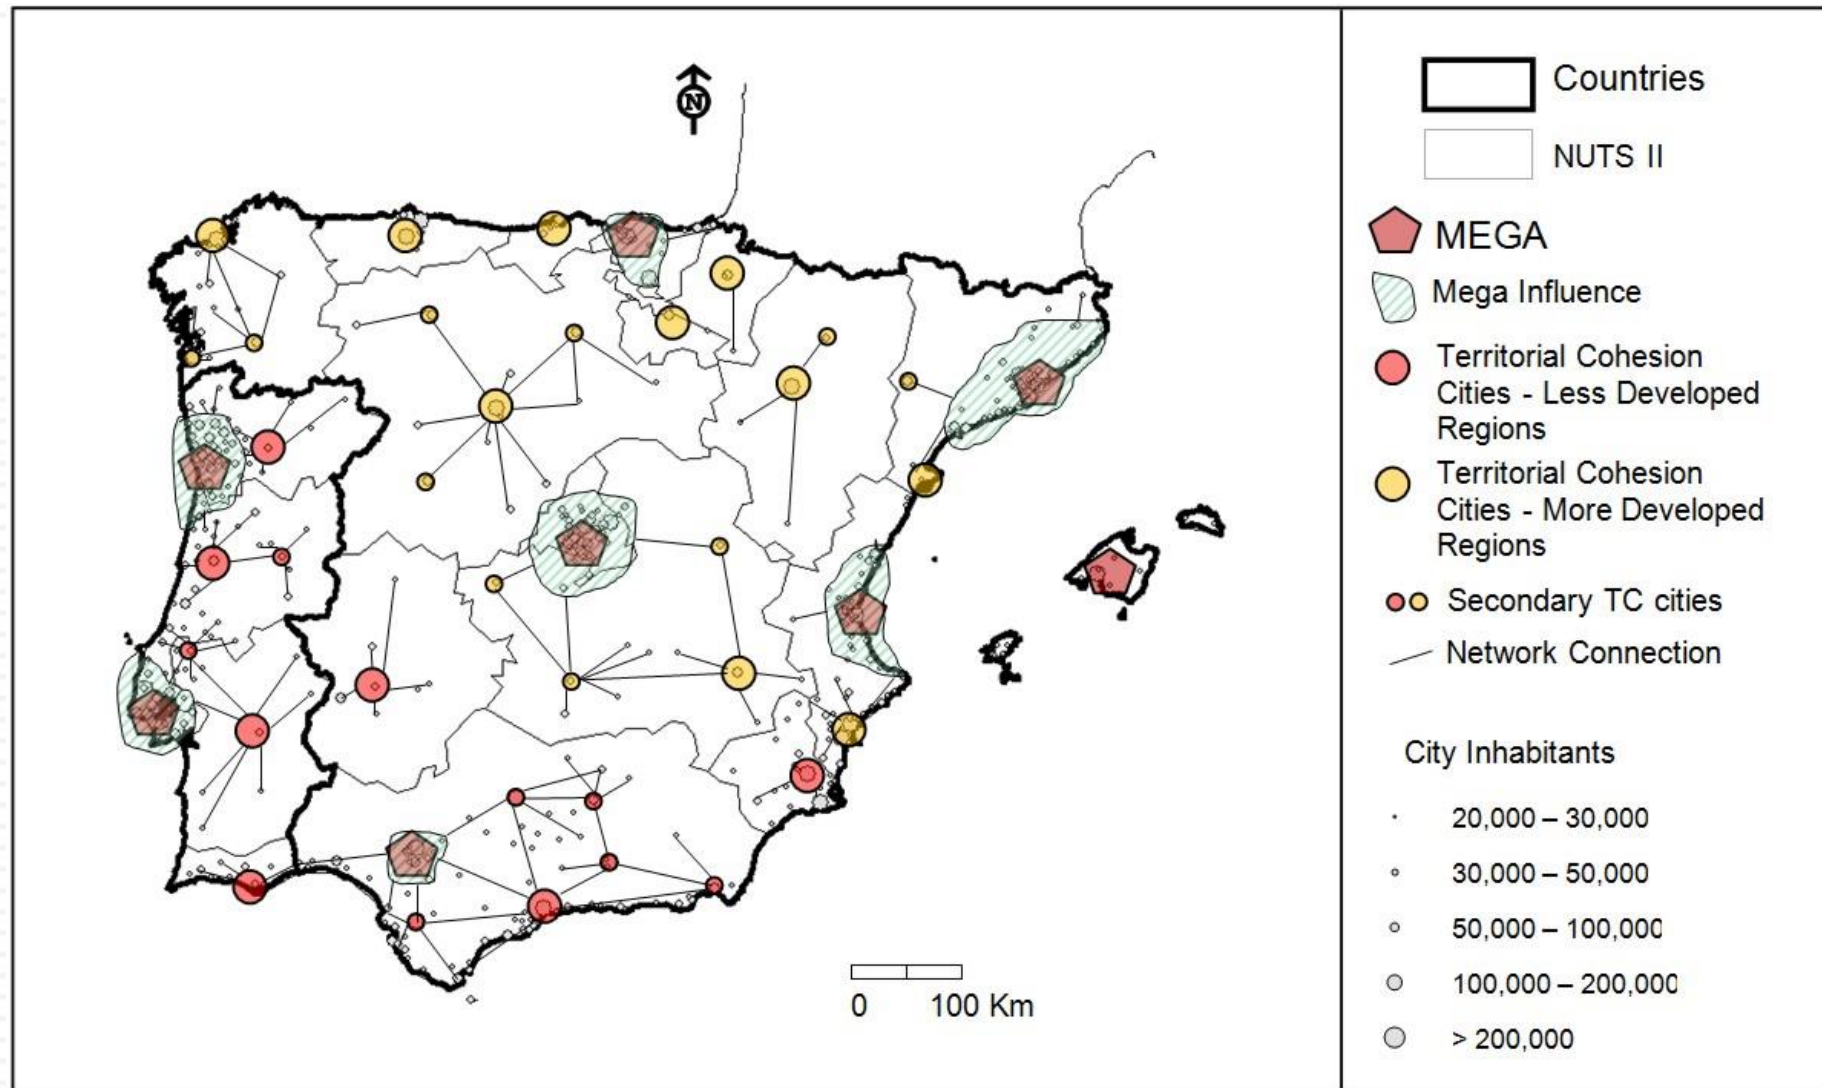 N
0 100 Km
Countries
NUTS II
MEGA
Mega Influence
Territorial Cohesion
Cities - Less Developed
Regions
Territorial Cohesion
Cities - More Developed
Regions
Secondary TC cities
Network Connection
City Inhabitants
20,000 – 30,000
30,000 – 50,000
50,000 – 100,000
100,000 – 200,000
> 200,000